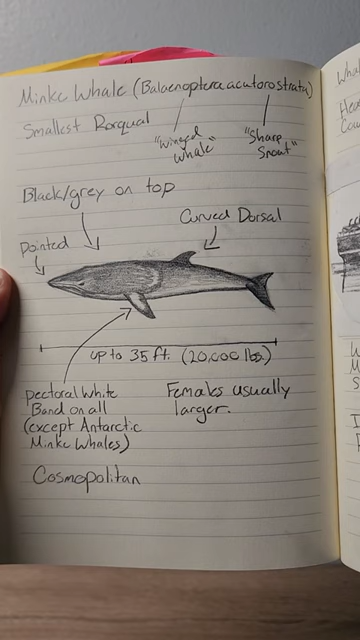 Minke Whale (Balaenoptera acutorostrata)
Smallest Rorqual
"Winged
Whale"
"Sharp
Snout"
Black/grey on top
Curved Dorsal
Pointed
up to 35 ft. (20,000 lbs.)
Pectoral White
Band on all
(except Antarctic
Minke Whales)
Females usually
larger.
Cosmopolitan
Wha